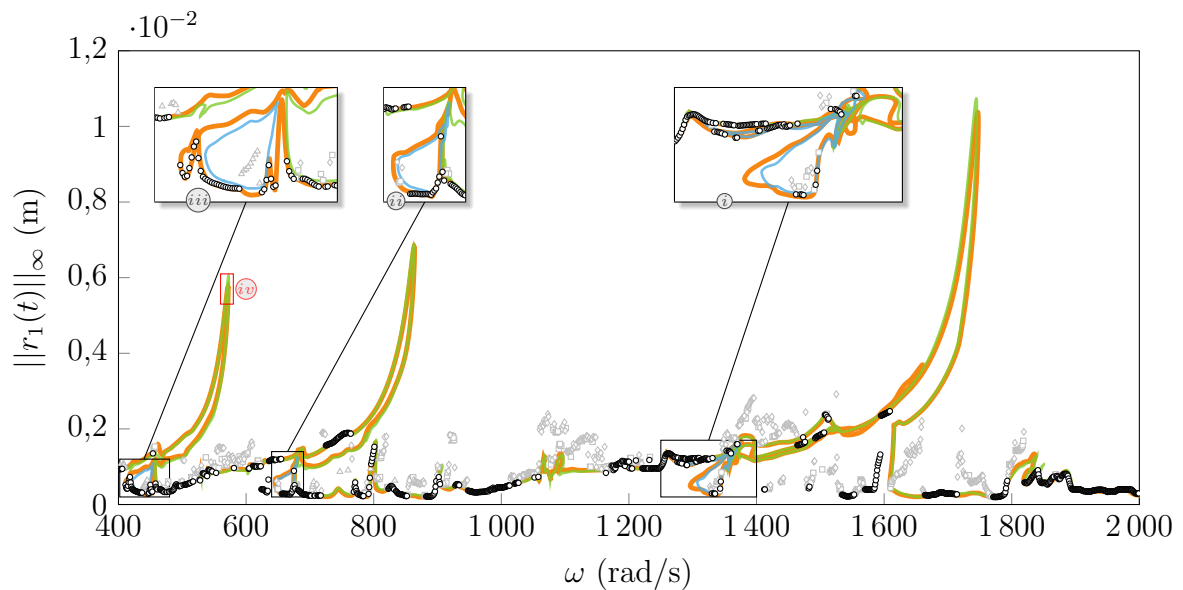 ·10⁻²
1,2
1
0,8
0,6
0,4
0,2
0
||r₁(t)||∞ (m)
iii
ii
i
iv
400 600 800 1 000 1 200 1 400 1 600 1 800 2 000
ω (rad/s)